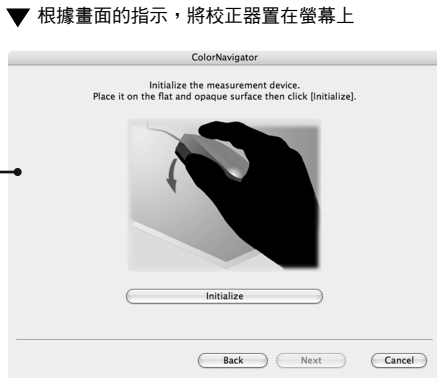 ▼ 根據畫面的指示，將校正器置在螢幕上
ColorNavigator
Initialize the measurement device.
Place it on the flat and opaque surface then click [Initialize].
Initialize
Back Next Cancel